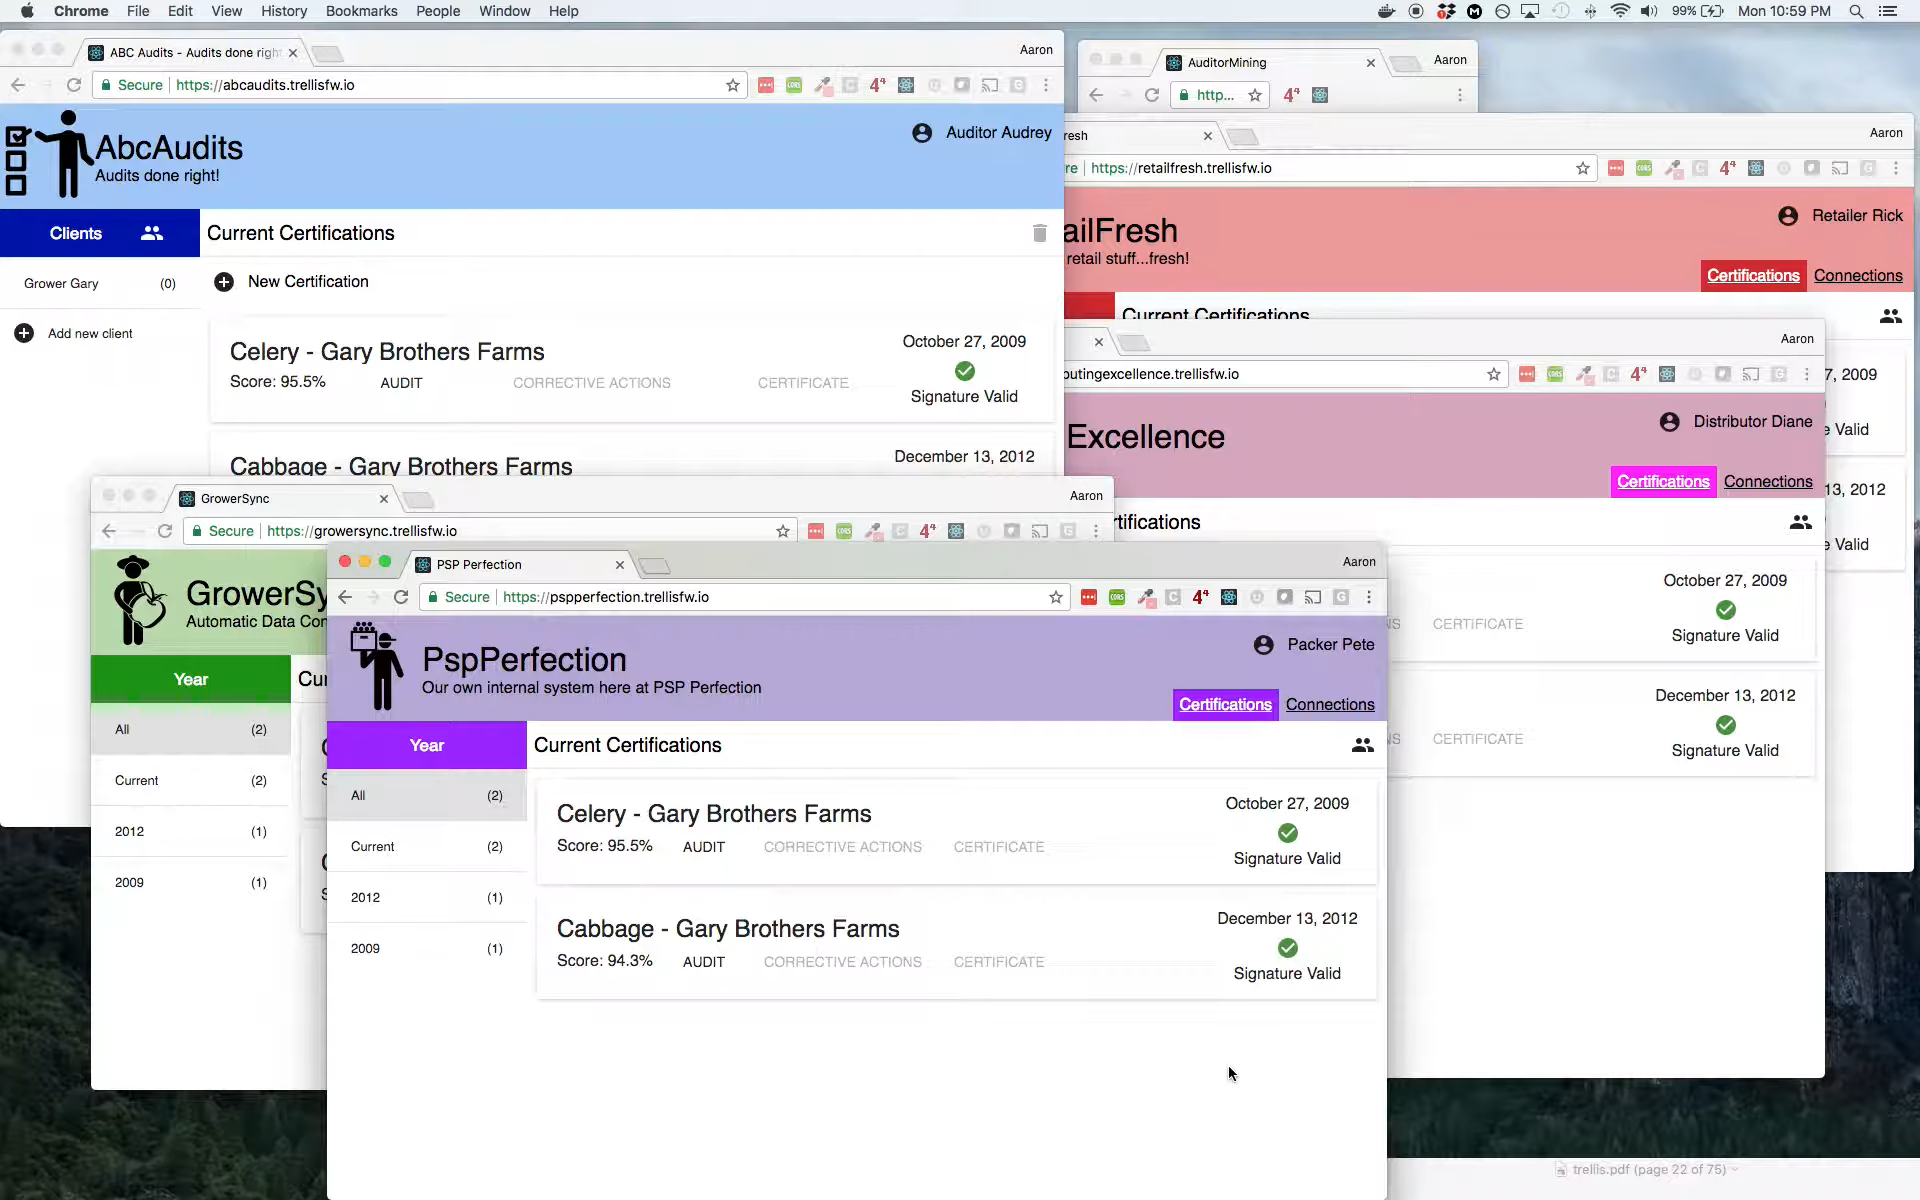 Chrome File Edit View History Bookmarks People Window Help
99% Mon 10:59 PM
ABC Audits - Audits done right
Aaron
Secure https://abcaudits.trellisfw.io
AbcAudits
Audits done right!
Auditor Audrey
Clients
Current Certifications
Grower Gary (0)
New Certification
Add new client
Celery - Gary Brothers Farms
October 27, 2009
Score: 95.5% AUDIT CORRECTIVE ACTIONS CERTIFICATE
Signature Valid
Cabbage - Gary Brothers Farms
December 13, 2012
AuditorMining
Aaron
http...
resh
Aaron
re https://retailfresh.trellisfw.io
ailFresh
retail stuff...fresh!
Retailer Rick
Certifications Connections
Current Certifications
7, 2009
e Valid
13, 2012
e Valid
Aaron
outingexcellence.trellisfw.io
Excellence
Distributor Diane
Certifications Connections
rtifications
October 27, 2009
NS CERTIFICATE
Signature Valid
December 13, 2012
NS CERTIFICATE
Signature Valid
GrowerSync
Aaron
Secure https://growersync.trellisfw.io
GrowerSy
Automatic Data Con
Year
Cur
All (2)
Current (2)
2012 (1)
2009 (1)
PSP Perfection
Aaron
Secure https://pspperfection.trellisfw.io
PspPerfection
Our own internal system here at PSP Perfection
Packer Pete
Certifications Connections
Year
Current Certifications
All (2)
Current (2)
2012 (1)
2009 (1)
Celery - Gary Brothers Farms
October 27, 2009
Score: 95.5% AUDIT CORRECTIVE ACTIONS CERTIFICATE
Signature Valid
Cabbage - Gary Brothers Farms
December 13, 2012
Score: 94.3% AUDIT CORRECTIVE ACTIONS CERTIFICATE
Signature Valid
trellis.pdf (page 22 of 75)